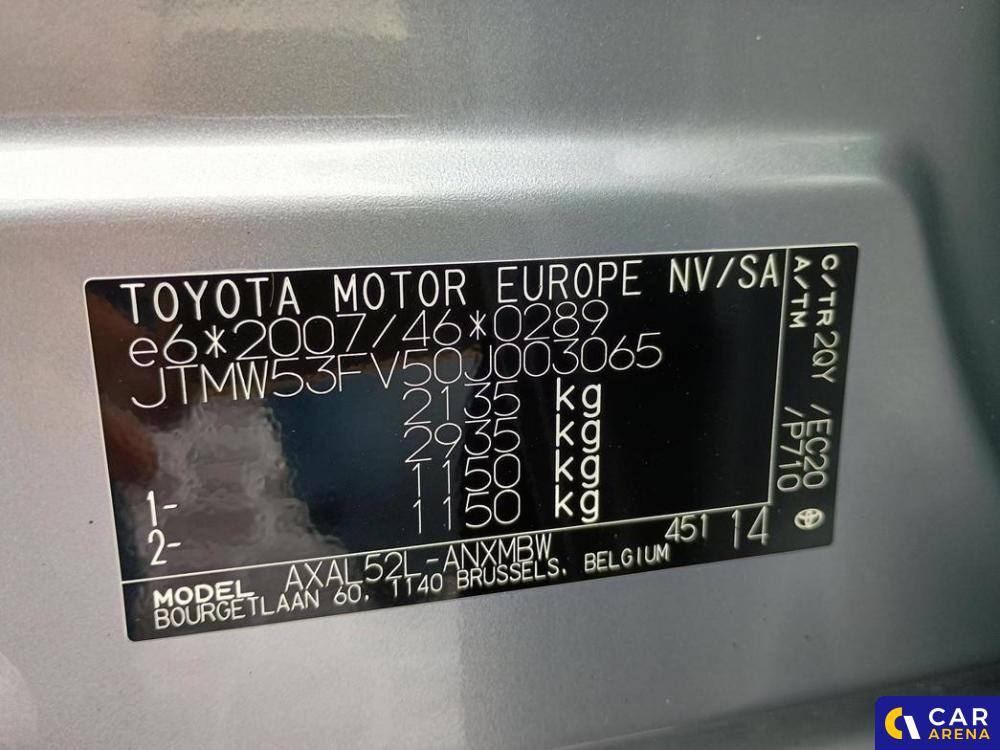 TOYOTA MOTOR EUROPE NV/SA
e6*2007/46*0289
JTMW53FV50J003065
2135 kg
2935 kg
1- 1150 kg
2- 1150 kg
MODEL AXAL52L-ANXMBW 451 14
BOURGETLAAN 60, 1140 BRUSSELS, BELGIUM
C/TR 2QY /EC20
A/TM /P710
CAR
ARENA